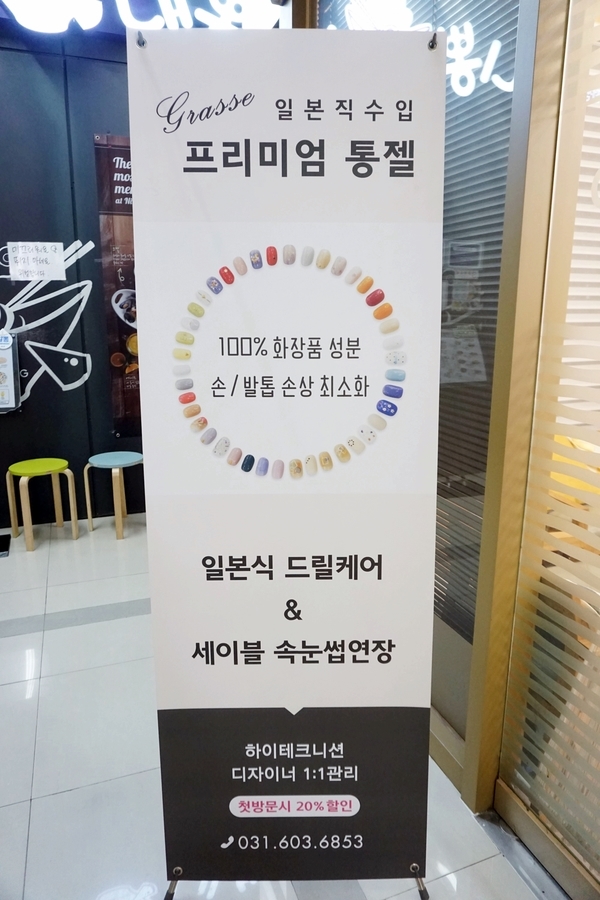 Grasse 일본직수입
프리미엄 통젤
100% 화장품 성분
손/발톱 손상 최소화
일본식 드릴케어
&
세이블 속눈썹연장
하이테크니션
디자이너 1:1관리
첫방문시 20%할인
031.603.6853